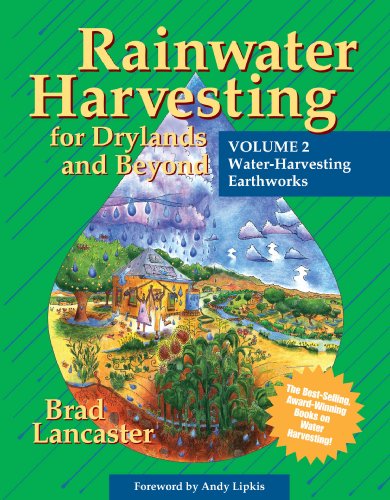 Rainwater
Harvesting
for Drylands
and Beyond
VOLUME 2
Water-Harvesting
Earthworks
The Best-Selling,
Award-Winning
Books on
Water
Harvesting!
Brad
Lancaster
Foreword by Andy Lipkis